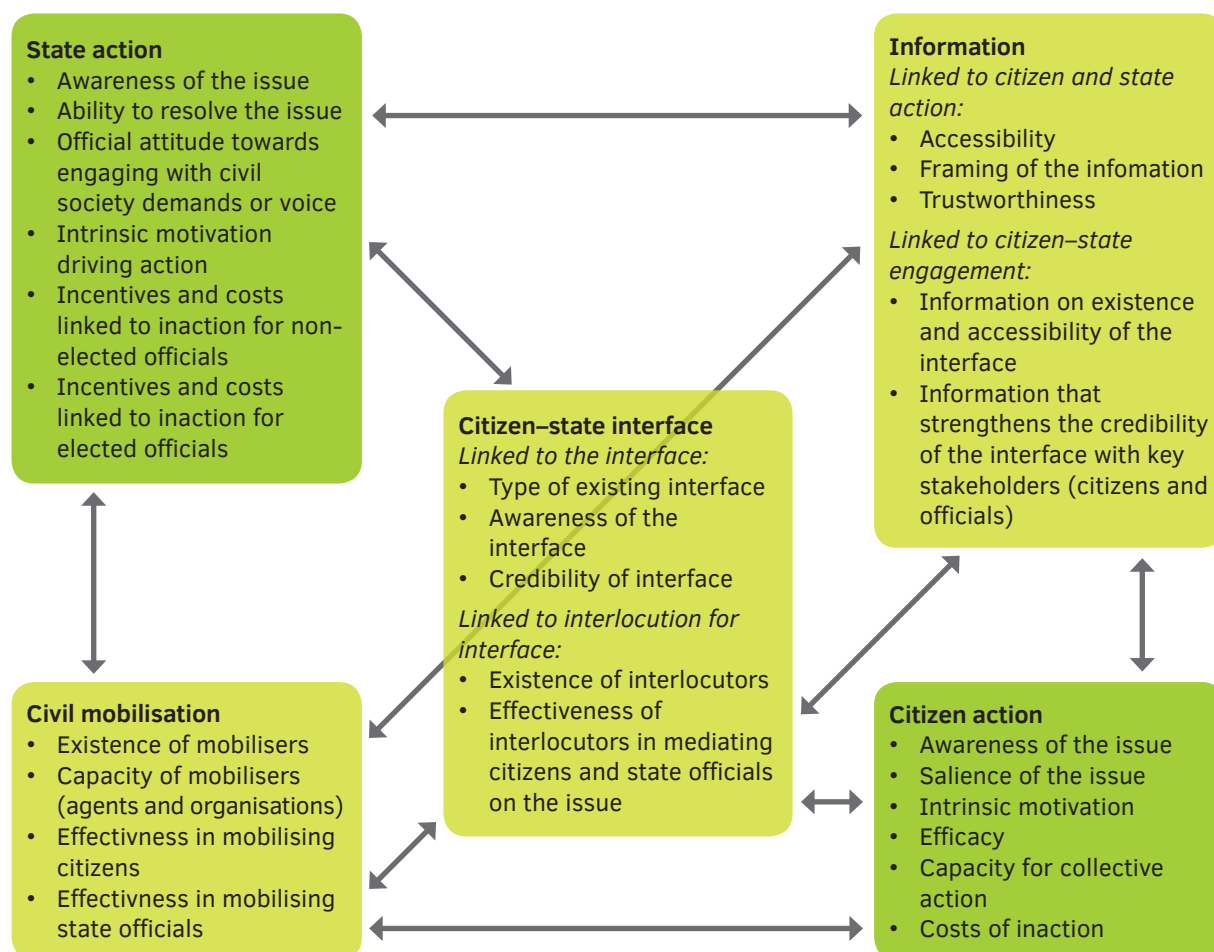 State action
• Awareness of the issue
• Ability to resolve the issue
• Official attitude towards
engaging with civil
society demands or voice
• Intrinsic motivation
driving action
• Incentives and costs
linked to inaction for non-
elected officials
• Incentives and costs
linked to inaction for
elected officials
Information
Linked to citizen and state
action:
• Accessibility
• Framing of the infomation
• Trustworthiness
Linked to citizen–state
engagement:
• Information on existence
and accessibility of the
interface
• Information that
strengthens the credibility
of the interface with key
stakeholders (citizens and
officials)
Citizen–state interface
Linked to the interface:
• Type of existing interface
• Awareness of the
interface
• Credibility of interface
Linked to interlocution for
interface:
• Existence of interlocutors
• Effectiveness of
interlocutors in mediating
citizens and state officials
on the issue
Civil mobilisation
• Existence of mobilisers
• Capacity of mobilisers
(agents and organisations)
• Effectivness in mobilising
citizens
• Effectivness in mobilising
state officials
Citizen action
• Awareness of the issue
• Salience of the issue
• Intrinsic motivation
• Efficacy
• Capacity for collective
action
• Costs of inaction